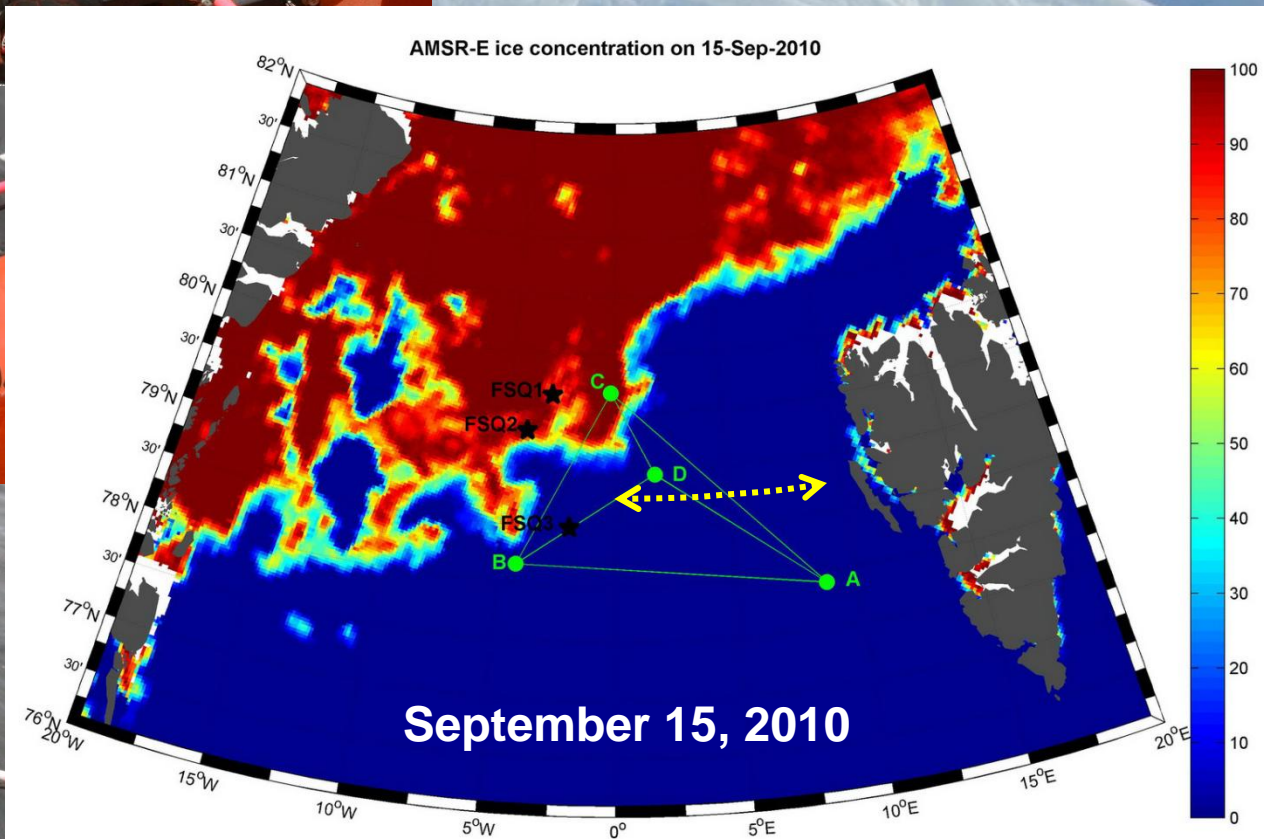 AMSR-E ice concentration on 15-Sep-2010
82°N
30'
81°N
30'
80°N
30'
79°N
30'
78°N
30'
77°N
30'
76°N
20°W
15°W
10°W
5°W
0°
5°E
10°E
15°E
20°E
FSQ1
C
FSQ2
D
FSQ3
B
A
September 15, 2010
100
90
80
70
60
50
40
30
20
10
0